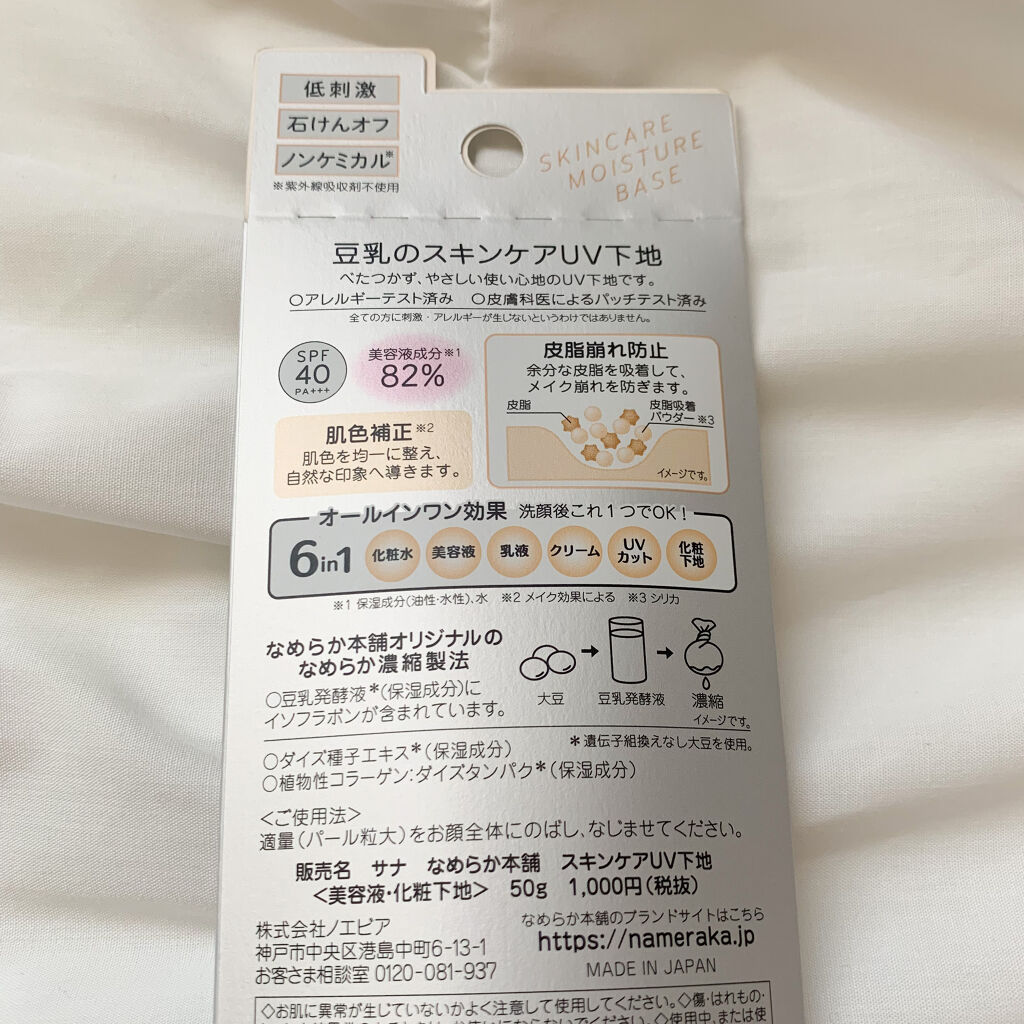 低刺激
石けんオフ
ノンケミカル※
※紫外線吸収剤不使用
SKINCARE
MOISTURE
BASE
豆乳のスキンケアUV下地
べたつかず、やさしい使い心地のUV下地です。
○アレルギーテスト済み ○皮膚科医によるパッチテスト済み
全ての方に刺激・アレルギーが生じないというわけではありません。
SPF
40
PA+++
美容液成分※1
82%
肌色補正※2
肌色を均一に整え、
自然な印象へ導きます。
皮脂崩れ防止
余分な皮脂を吸着して、
メイク崩れを防ぎます。
皮脂
皮脂吸着
パウダー※3
イメージです。
オールインワン効果 洗顔後これ1つでOK!
6in1
化粧水
美容液
乳液
クリーム
UV
カット
化粧
下地
※1 保湿成分(油性・水性)、水 ※2 メイク効果による ※3 シリカ
なめらか本舗オリジナルの
なめらか濃縮製法
○豆乳発酵液*(保湿成分)に
イソフラボンが含まれています。
大豆
豆乳発酵液
濃縮
イメージです。
*遺伝子組換えなし大豆を使用。
○ダイズ種子エキス*(保湿成分)
○植物性コラーゲン:ダイズタンパク*(保湿成分)
<ご使用法>
適量(パール粒大)をお顔全体にのばし、なじませてください。
販売名 サナ なめらか本舗 スキンケアUV下地
<美容液・化粧下地> 50g 1,000円(税抜)
株式会社ノエビア
神戸市中央区港島中町6-13-1
お客さま相談室 0120-081-937
なめらか本舗のブランドサイトはこちら
https://nameraka.jp
MADE IN JAPAN
◇お肌に異常が生じていないかよく注意して使用してください。◇傷・はれもの・
◇使用中、または使